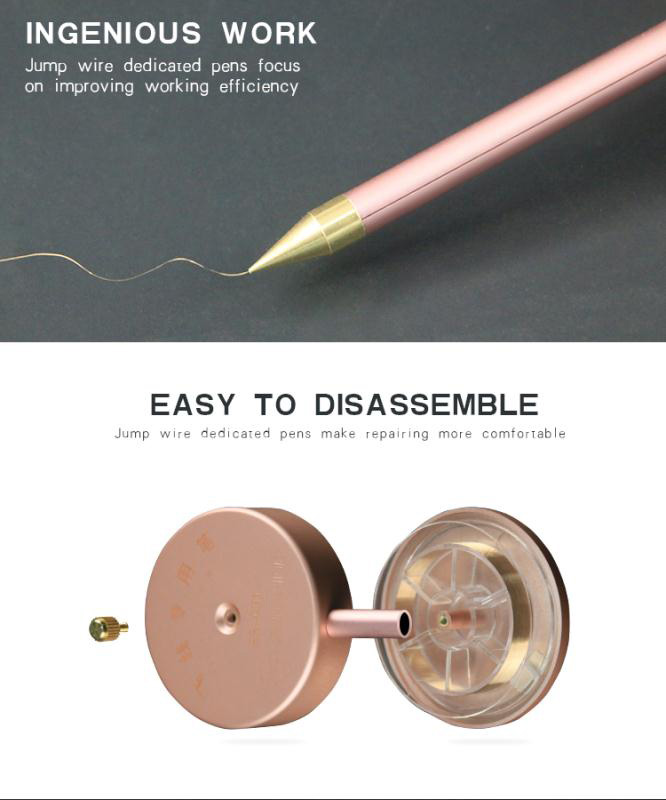 INGENIOUS WORK
Jump wire dedicated pens focus
on improving working efficiency
EASY TO DISASSEMBLE
Jump wire dedicated pens make repairing more comfortable